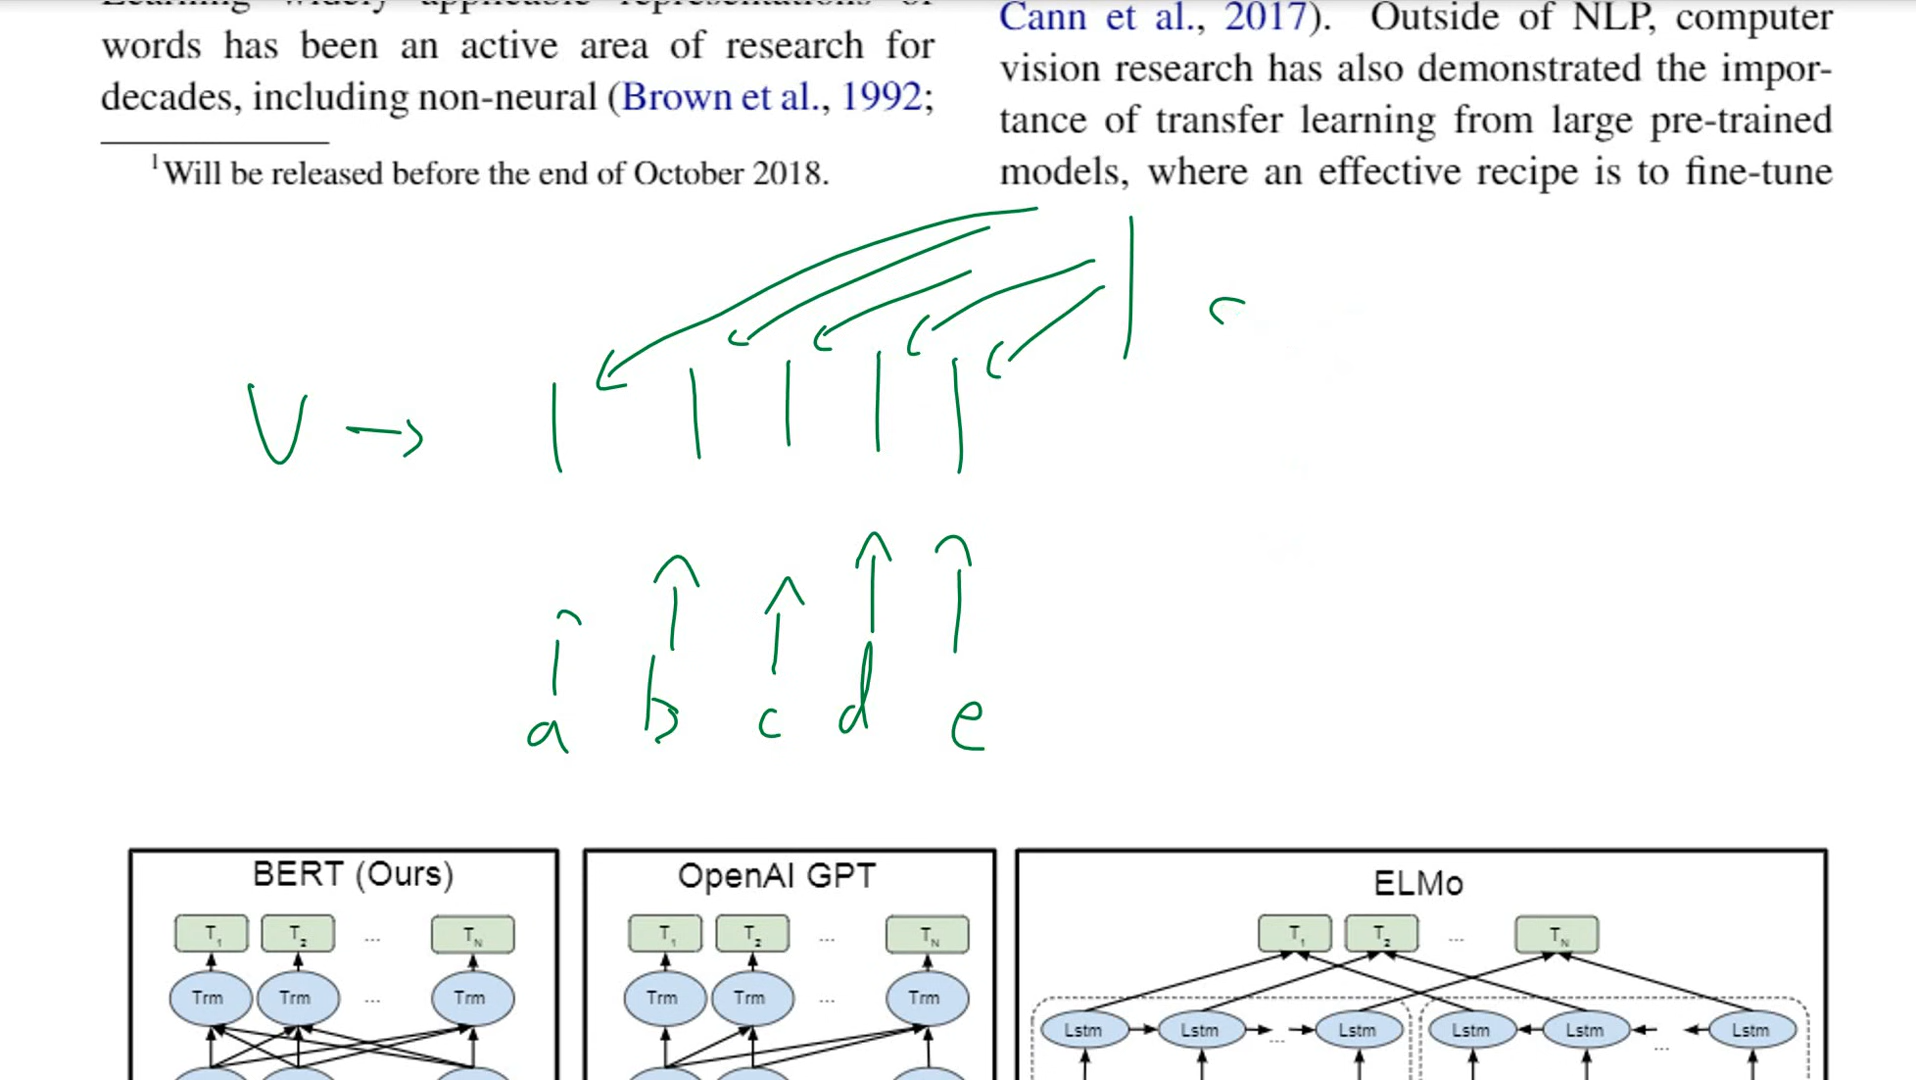 words has been an active area of research for
decades, including non-neural (Brown et al., 1992;
1 Will be released before the end of October 2018.
Cann et al., 2017). Outside of NLP, computer
vision research has also demonstrated the impor-
tance of transfer learning from large pre-trained
models, where an effective recipe is to fine-tune
V →
a b c d e
BERT (Ours)
T1 T2 ... TN
Trm Trm ... Trm
OpenAI GPT
T1 T2 ... TN
Trm Trm ... Trm
ELMo
T1 T2 ... TN
Lstm Lstm ... Lstm Lstm Lstm ... Lstm